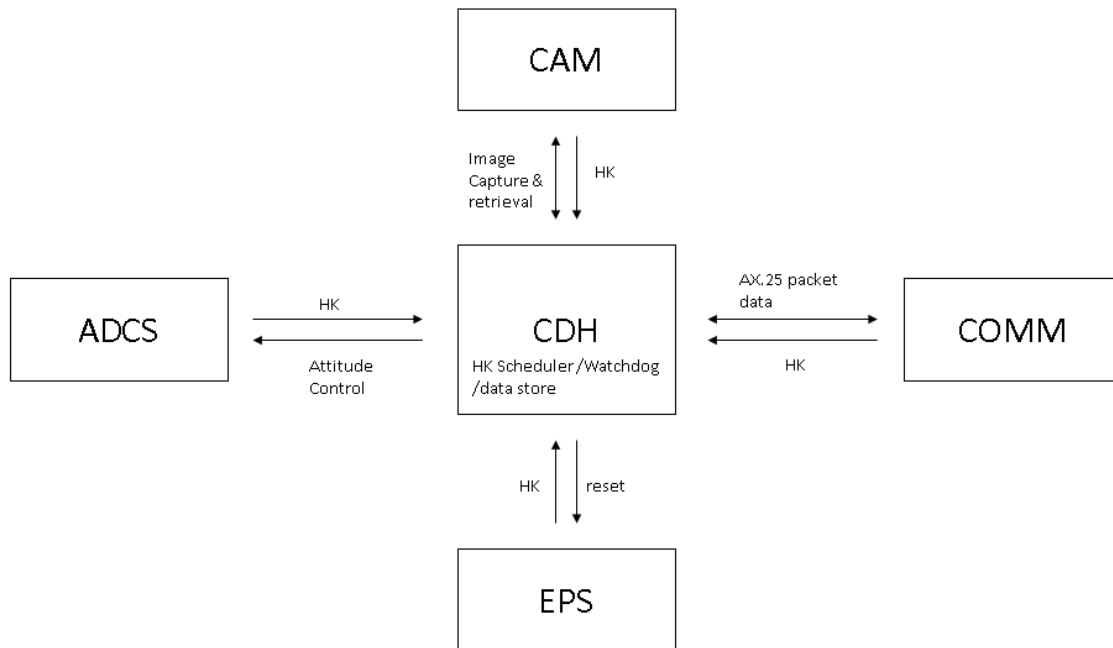 CAM
Image
Capture &
retrieval
HK
ADCS
HK
Attitude
Control
CDH
HK Scheduler/Watchdog
/data store
AX.25 packet
data
HK
COMM
HK
reset
EPS